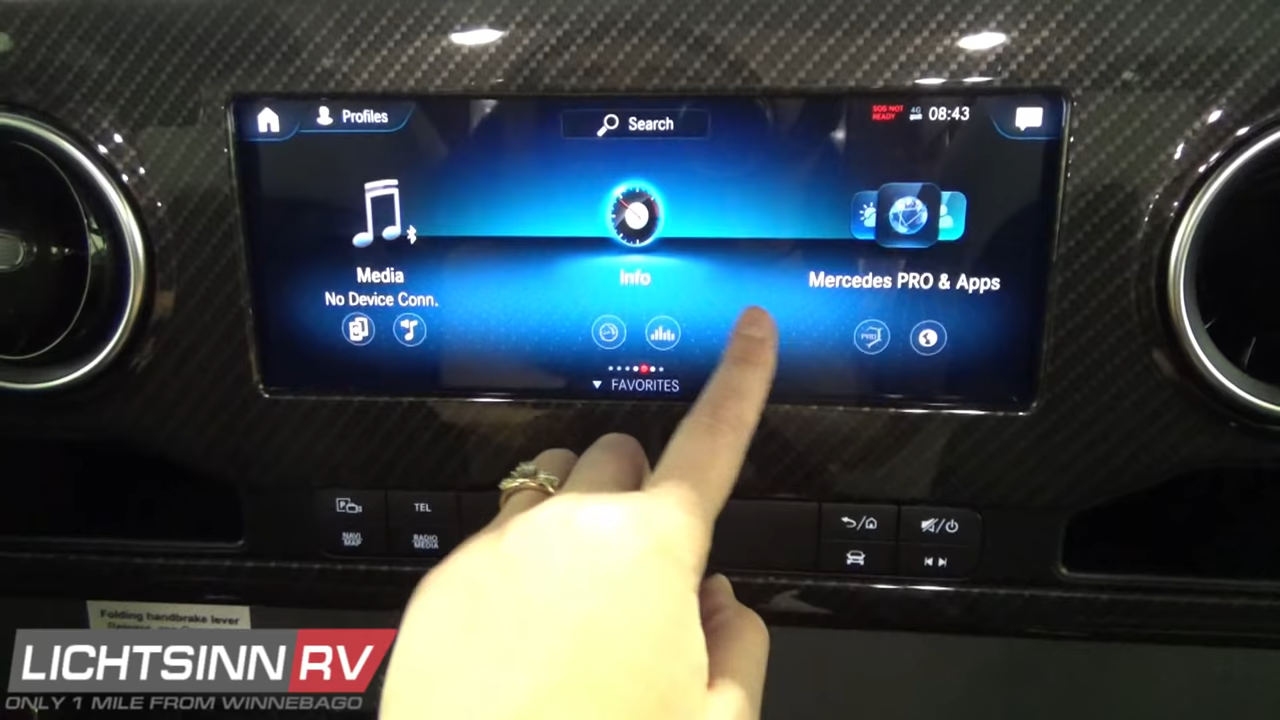 Profiles
Search
SOS NOT
READY
4G
08:43
Media
No Device Conn.
Info
Mercedes PRO & Apps
PRO
FAVORITES
TEL
NAVI
MAP
RADIO
MEDIA
Folding handbrake lever
LICHTSINN RV
ONLY 1 MILE FROM WINNEBAGO